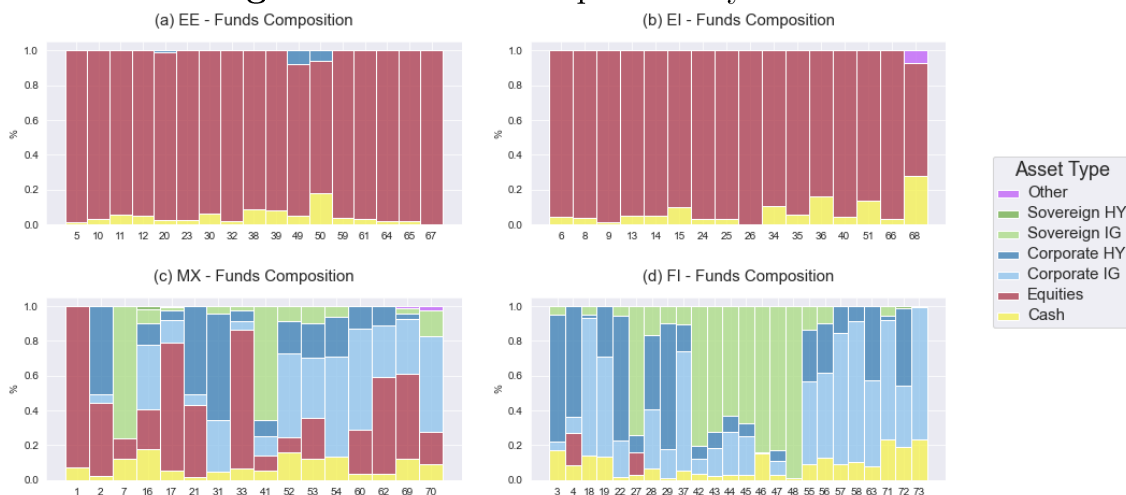 (a) EE - Funds Composition
(b) EI - Funds Composition
1.0
0.8
0.6
0.4
0.2
0.0
%
5 10 11 12 20 23 30 32 38 39 49 50 59 61 64 65 67
1.0
0.8
0.6
0.4
0.2
0.0
%
6 8 9 13 14 15 24 25 26 34 35 36 40 51 66 68
Asset Type
Other
Sovereign HY
Sovereign IG
Corporate HY
Corporate IG
Equities
Cash
(c) MX - Funds Composition
(d) FI - Funds Composition
1.0
0.8
0.6
0.4
0.2
0.0
%
1 2 7 16 17 21 31 33 41 52 53 54 60 62 69 70
1.0
0.8
0.6
0.4
0.2
0.0
%
3 4 18 19 22 27 28 29 37 42 43 44 45 46 47 48 55 56 57 58 63 71 72 73